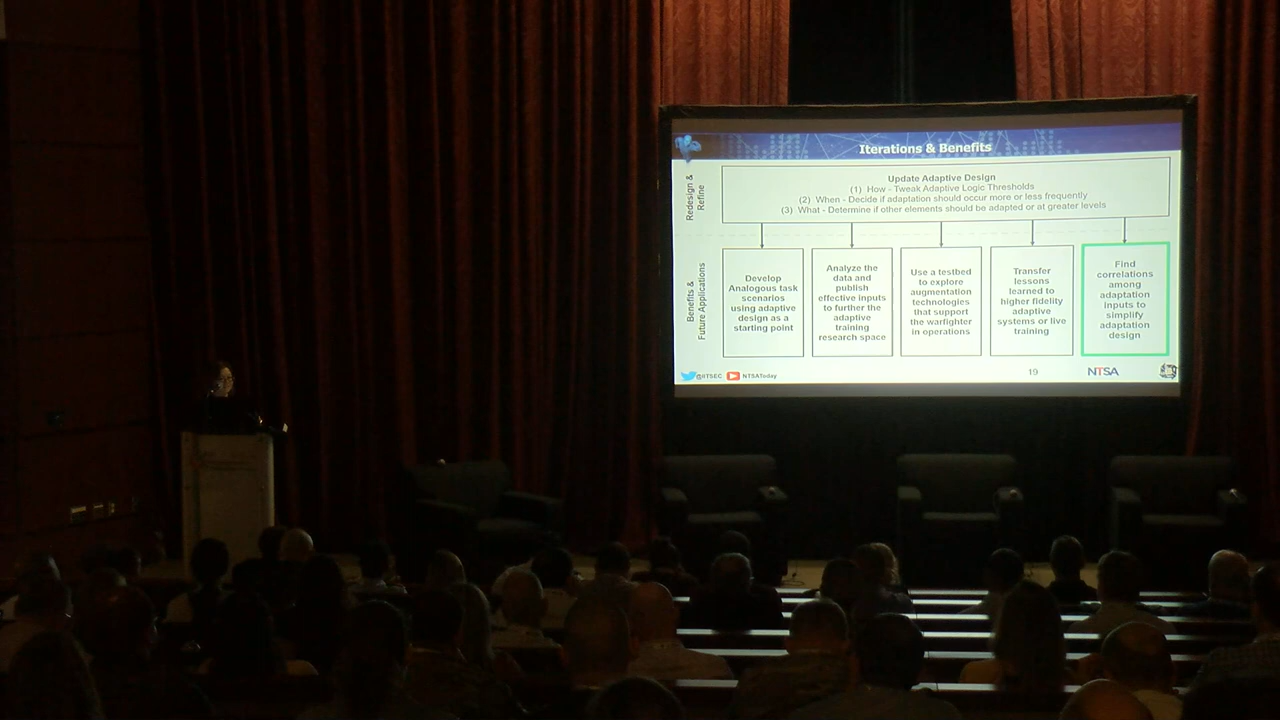 Iterations & Benefits
Redesign &
Refine
Update Adaptive Design
(1) How - Tweak Adaptive Logic Thresholds
(2) When - Decide if adaptation should occur more or less frequently
(3) What - Determine if other elements should be adapted or at greater levels
Benefits &
Future Applications
Develop
Analogous task
scenarios
using adaptive
design as a
starting point
Analyze the
data and
publish
effective inputs
to further the
adaptive
training
research space
Use a testbed
to explore
augmentation
technologies
that support
the warfighter
in operations
Transfer
lessons
learned to
higher fidelity
adaptive
systems or live
training
Find
correlations
among
adaptation
inputs to
simplify
adaptation
design
@IITSEC
NTSAToday
19
NTSA